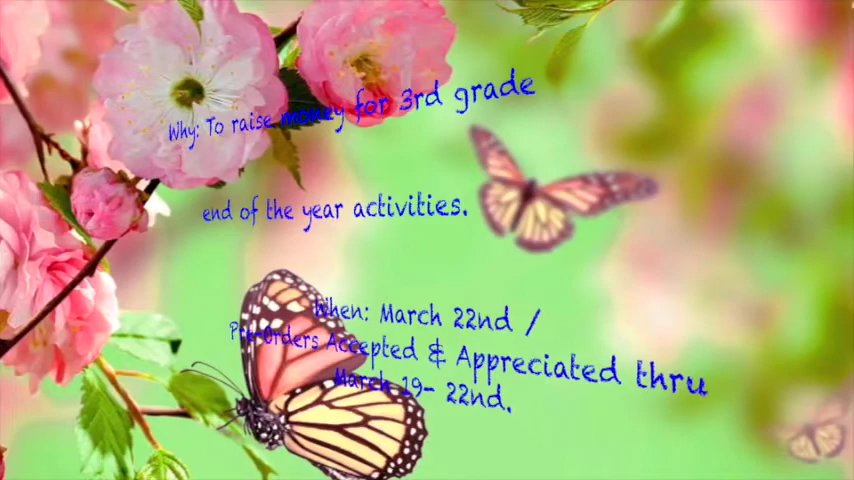 Why: To raise money for 3rd grade
end of the year activities.
When: March 22nd /
Pre-Orders Accepted & Appreciated thru
March 19- 22nd.